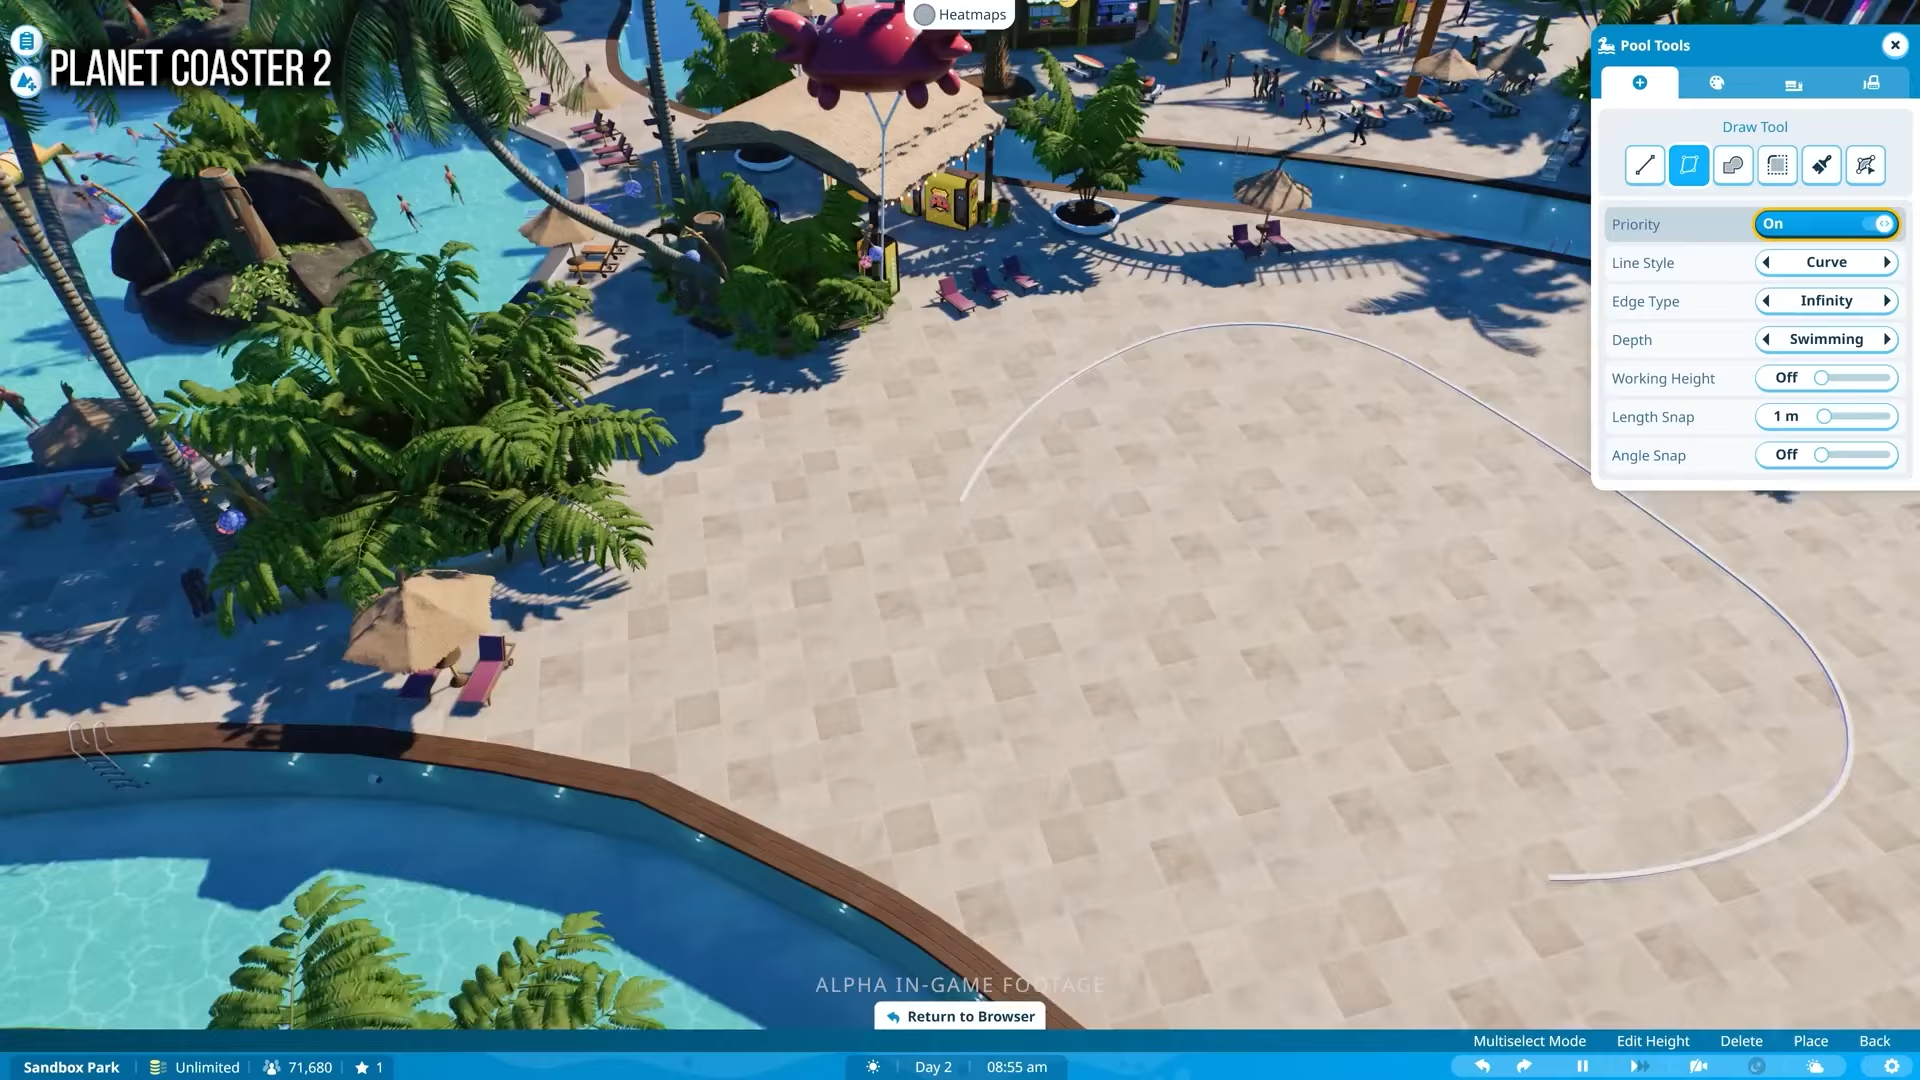 Heatmaps
PLANET COASTER 2
Pool Tools
Draw Tool
Priority On
Line Style Curve
Edge Type Infinity
Depth Swimming
Working Height Off
Length Snap 1 m
Angle Snap Off
ALPHA IN-GAME FOOTAGE
Return to Browser
Multiselect Mode Edit Height Delete Place Back
Sandbox Park Unlimited 71,680 1 Day 2 08:55 am